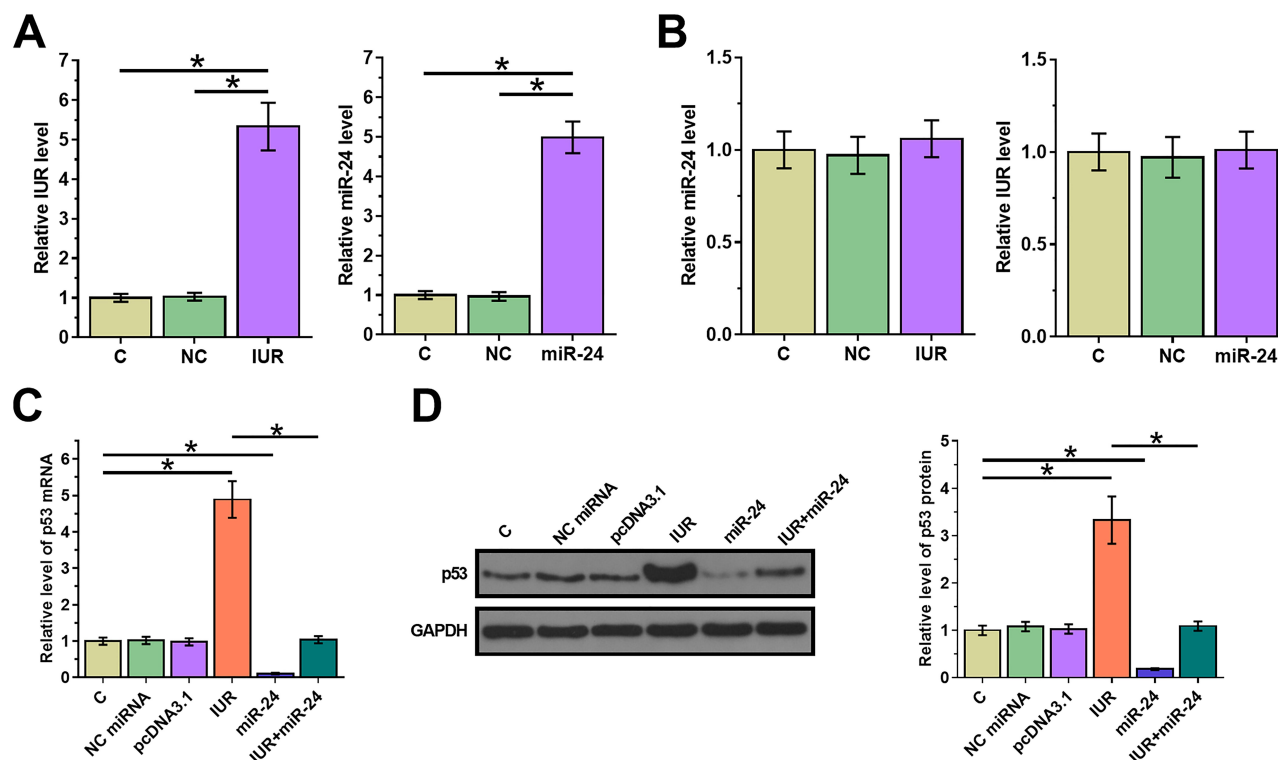 A
Relative IUR level
7
6
5
4
3
2
1
0
*
*
C NC IUR
Relative miR-24 level
7
6
5
4
3
2
1
0
*
*
C NC miR-24
B
Relative miR-24 level
1.5
1.0
0.5
0.0
C NC IUR
Relative IUR level
1.5
1.0
0.5
0.0
C NC miR-24
C
Relative level of p53 mRNA
6
5
4
3
2
1
0
*
*
*
C NC miRNA pcDNA3.1 IUR miR-24 IUR+miR-24
D
C NC miRNA pcDNA3.1 IUR miR-24 IUR+miR-24
p53
GAPDH
Relative level of p53 protein
5
4
3
2
1
0
*
*
*
C NC miRNA pcDNA3.1 IUR miR-24 IUR+miR-24